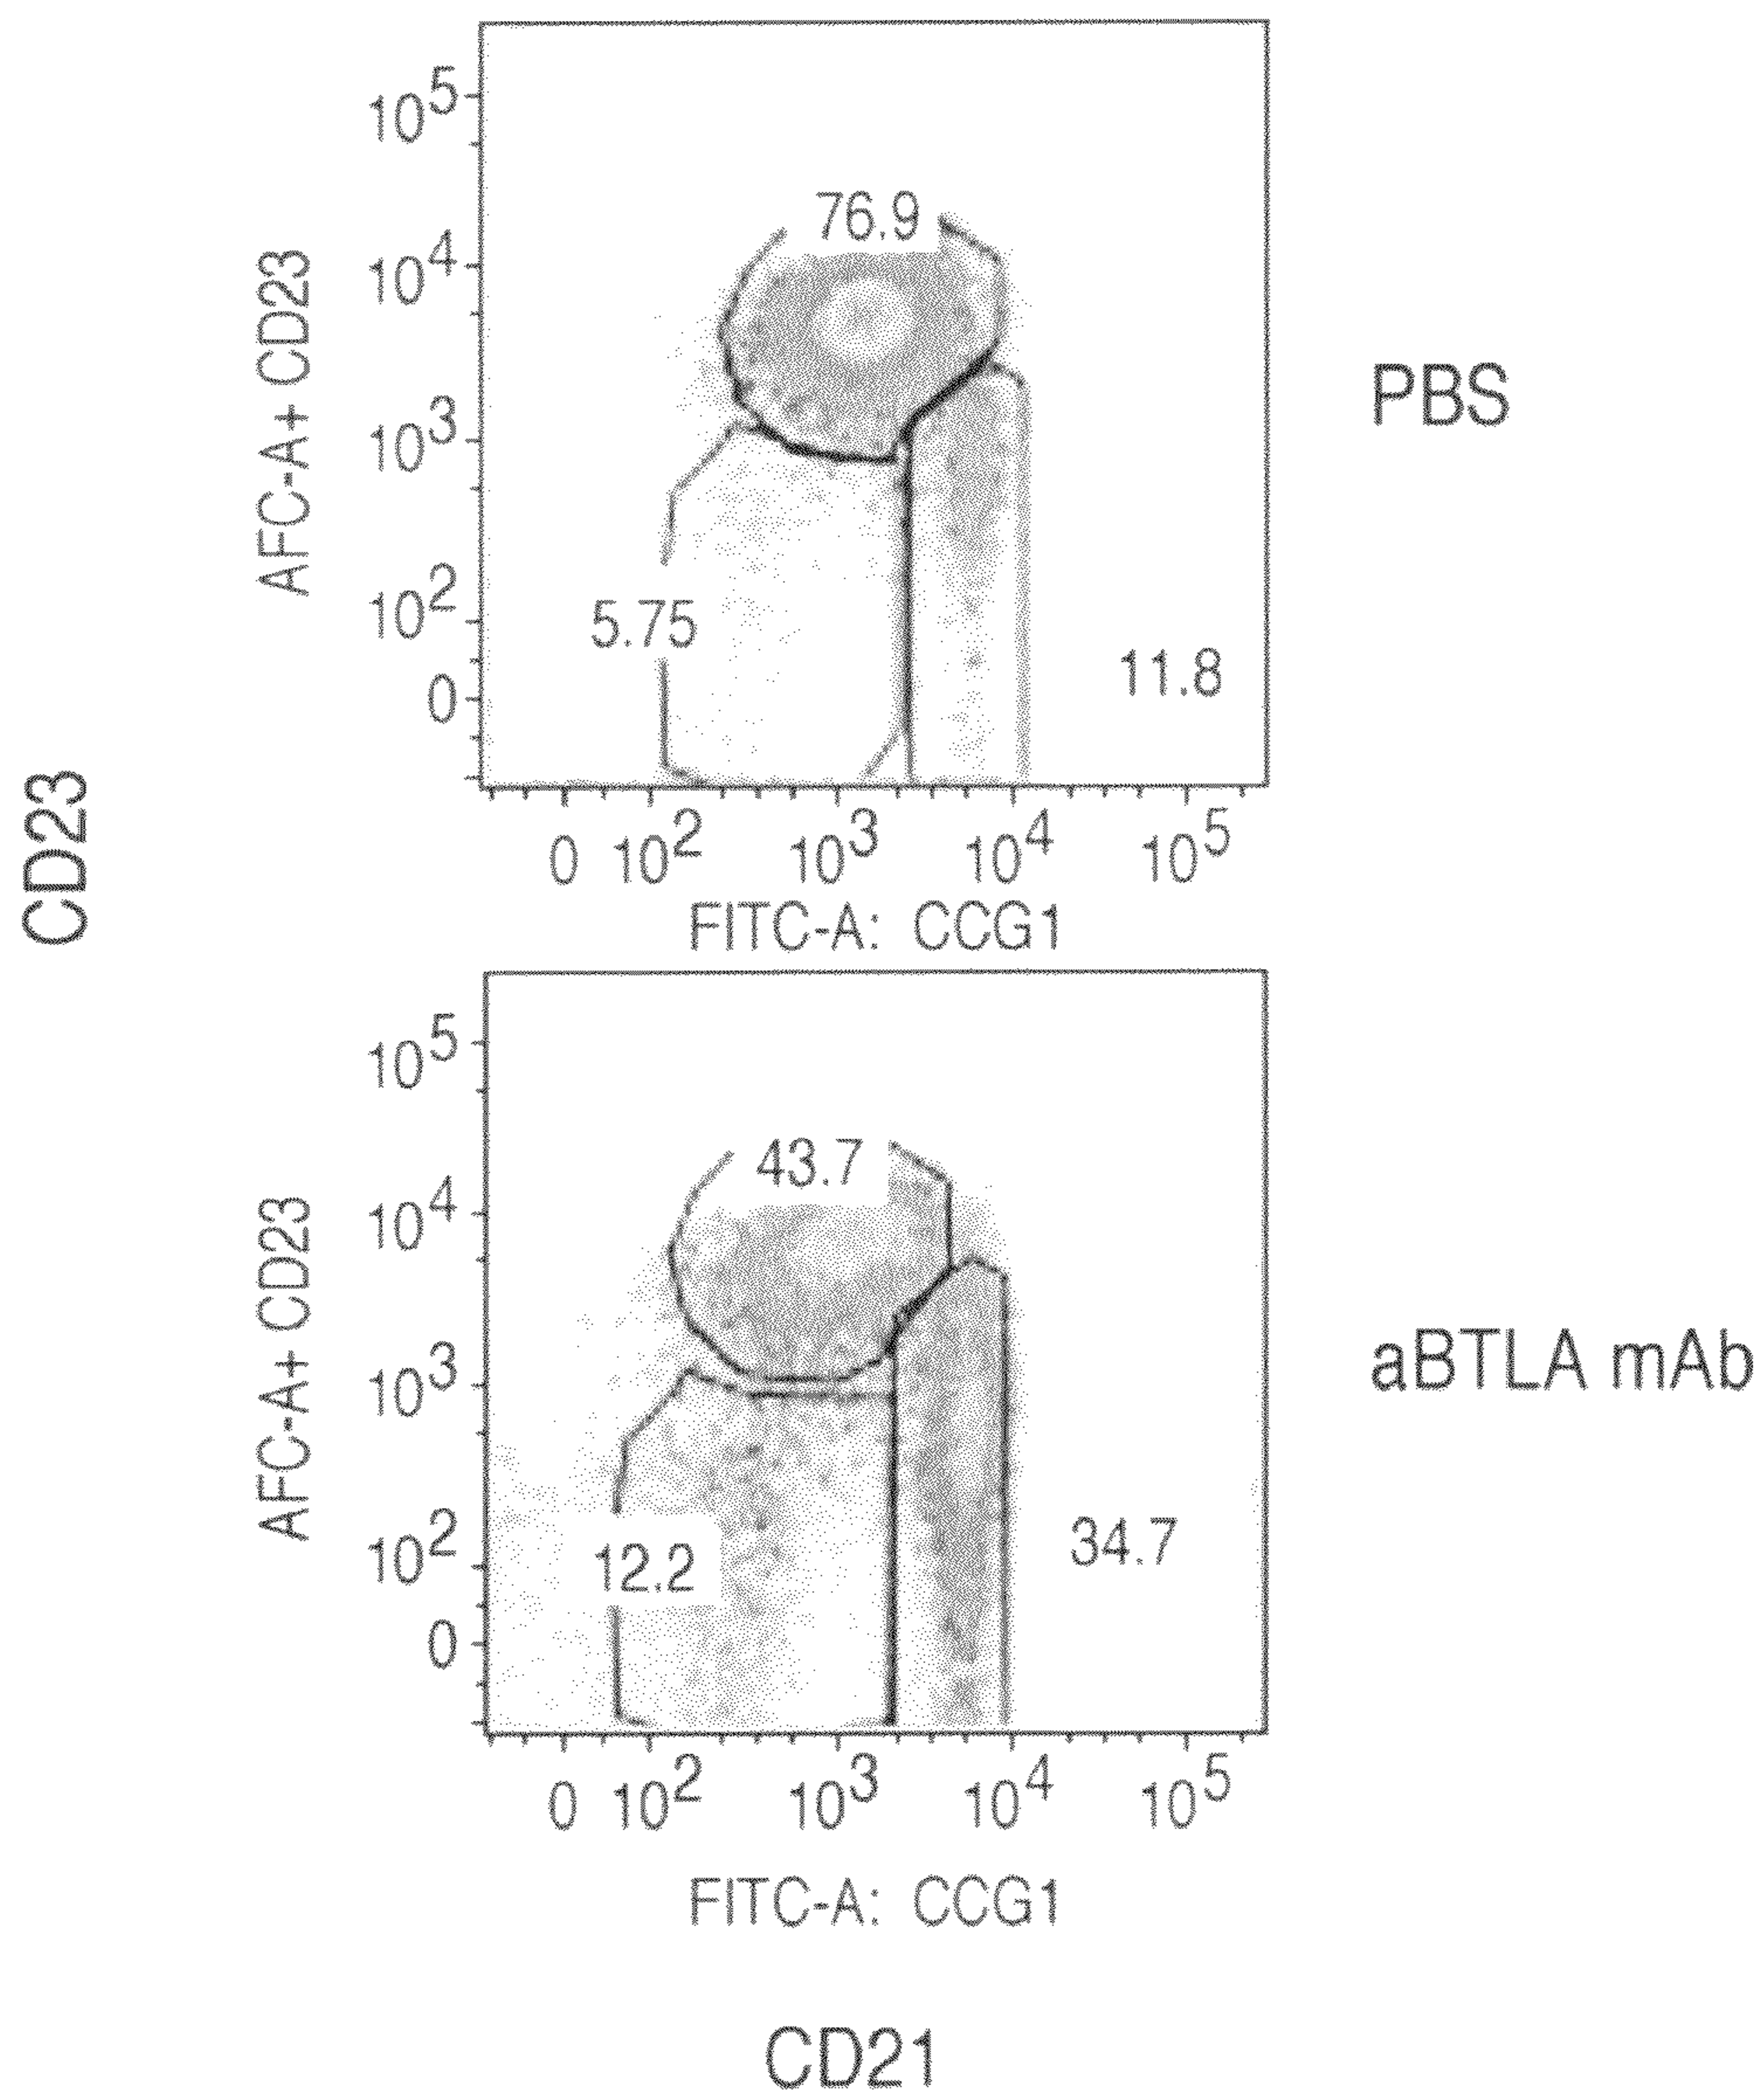 CD23
AFC-A+ CD23
10^5
10^4
10^3
10^2
0
76.9
5.75
11.8
0 10^2 10^3 10^4 10^5
FITC-A: CCG1
PBS
AFC-A+ CD23
10^5
10^4
10^3
10^2
0
43.7
12.2
34.7
0 10^2 10^3 10^4 10^5
FITC-A: CCG1
aBTLA mAb
CD21